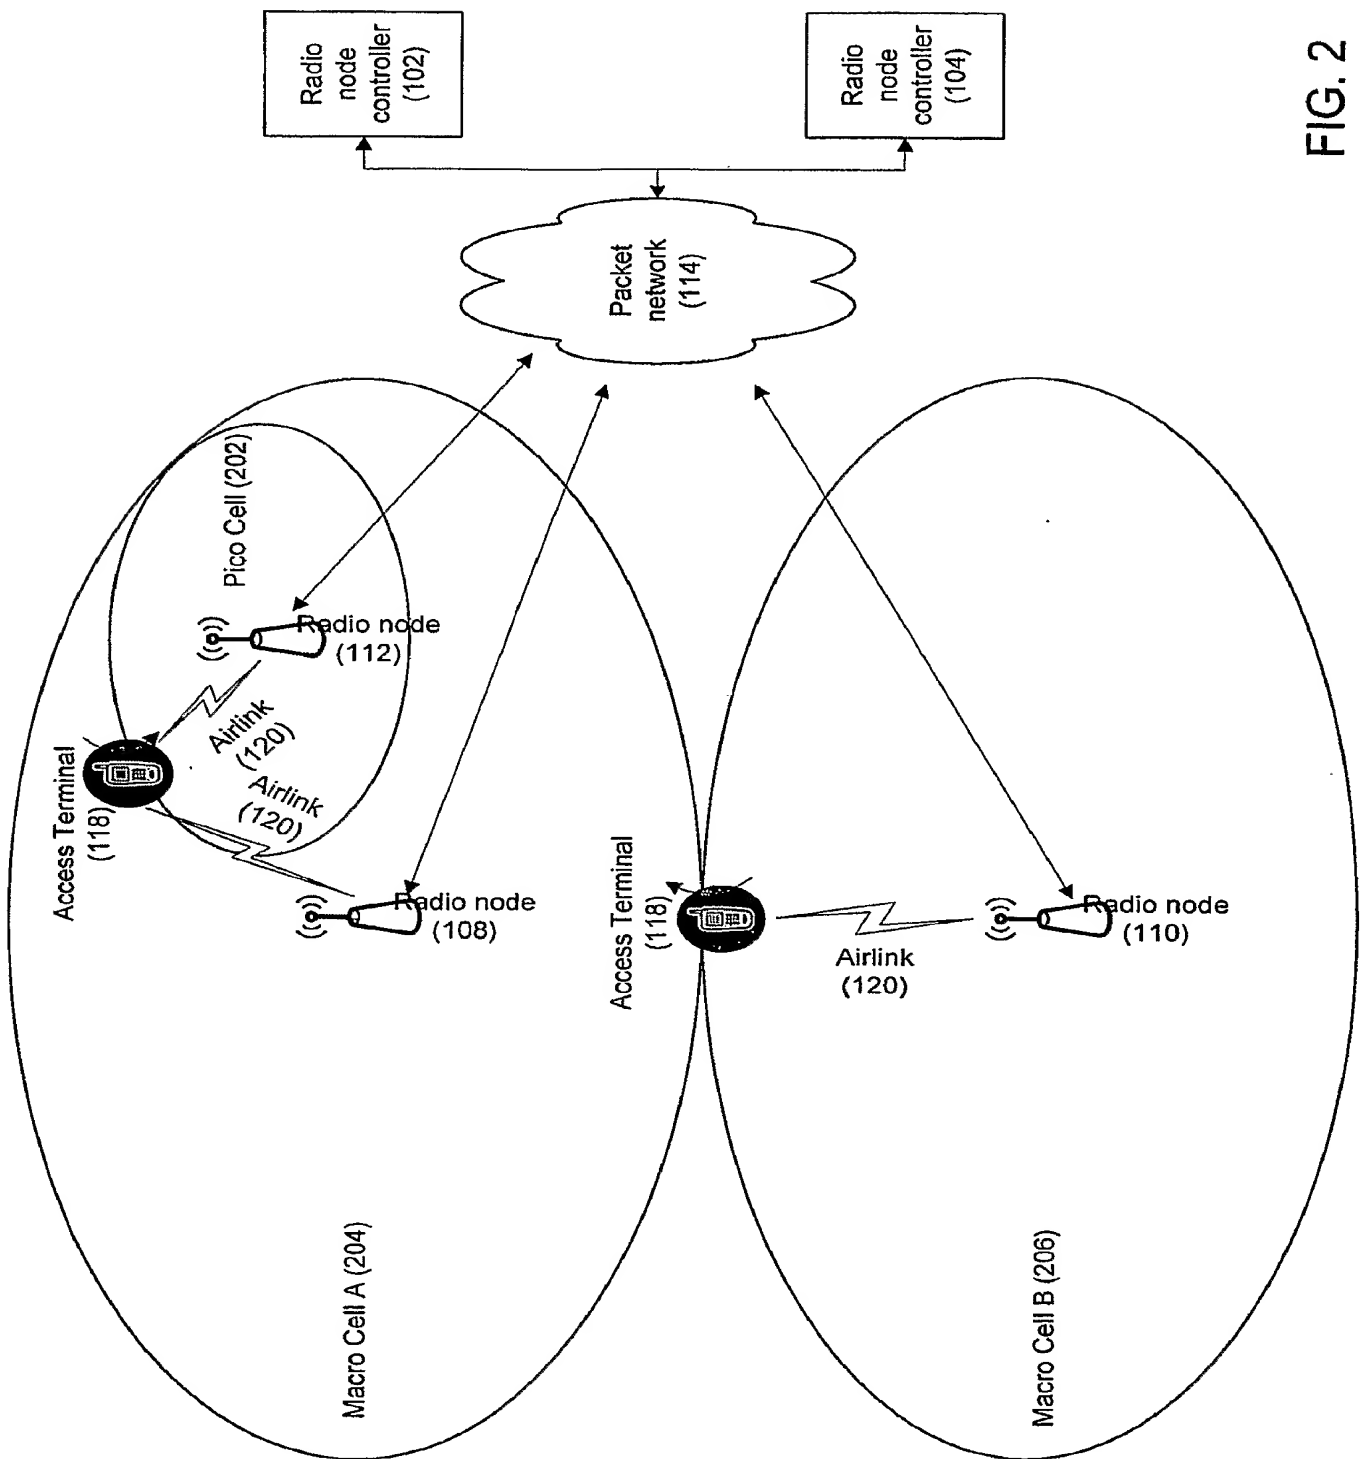 Radio
node
controller
(102)
Radio
node
controller
(104)
FIG. 2
Packet
network
(114)
Pico Cell (202)
Radio node
(112)
Airlink
(120)
Airlink
(120)
Access Terminal
(118)
Radio node
(108)
Access Terminal
(118)
Airlink
(120)
Radio node
(110)
Macro Cell A (204)
Macro Cell B (206)